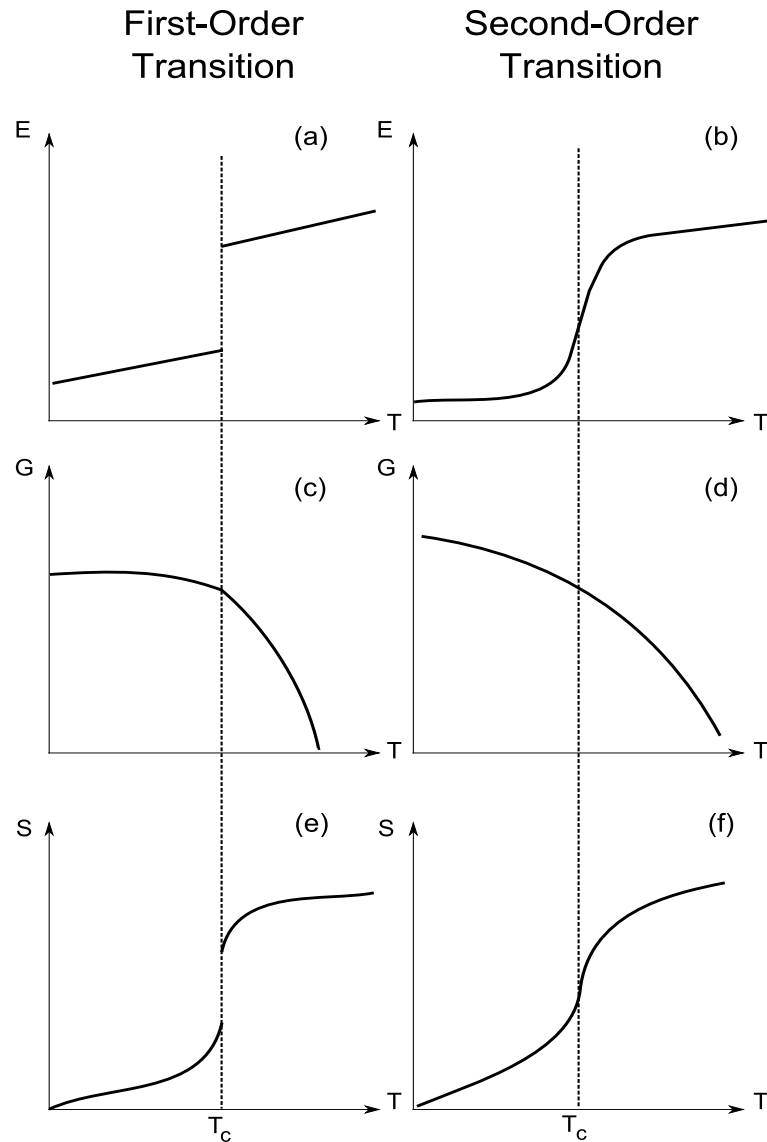 First-Order
Transition
Second-Order
Transition
E
(a)
T
E
(b)
T
G
(c)
T
G
(d)
T
S
(e)
T
Tc
S
(f)
T
Tc